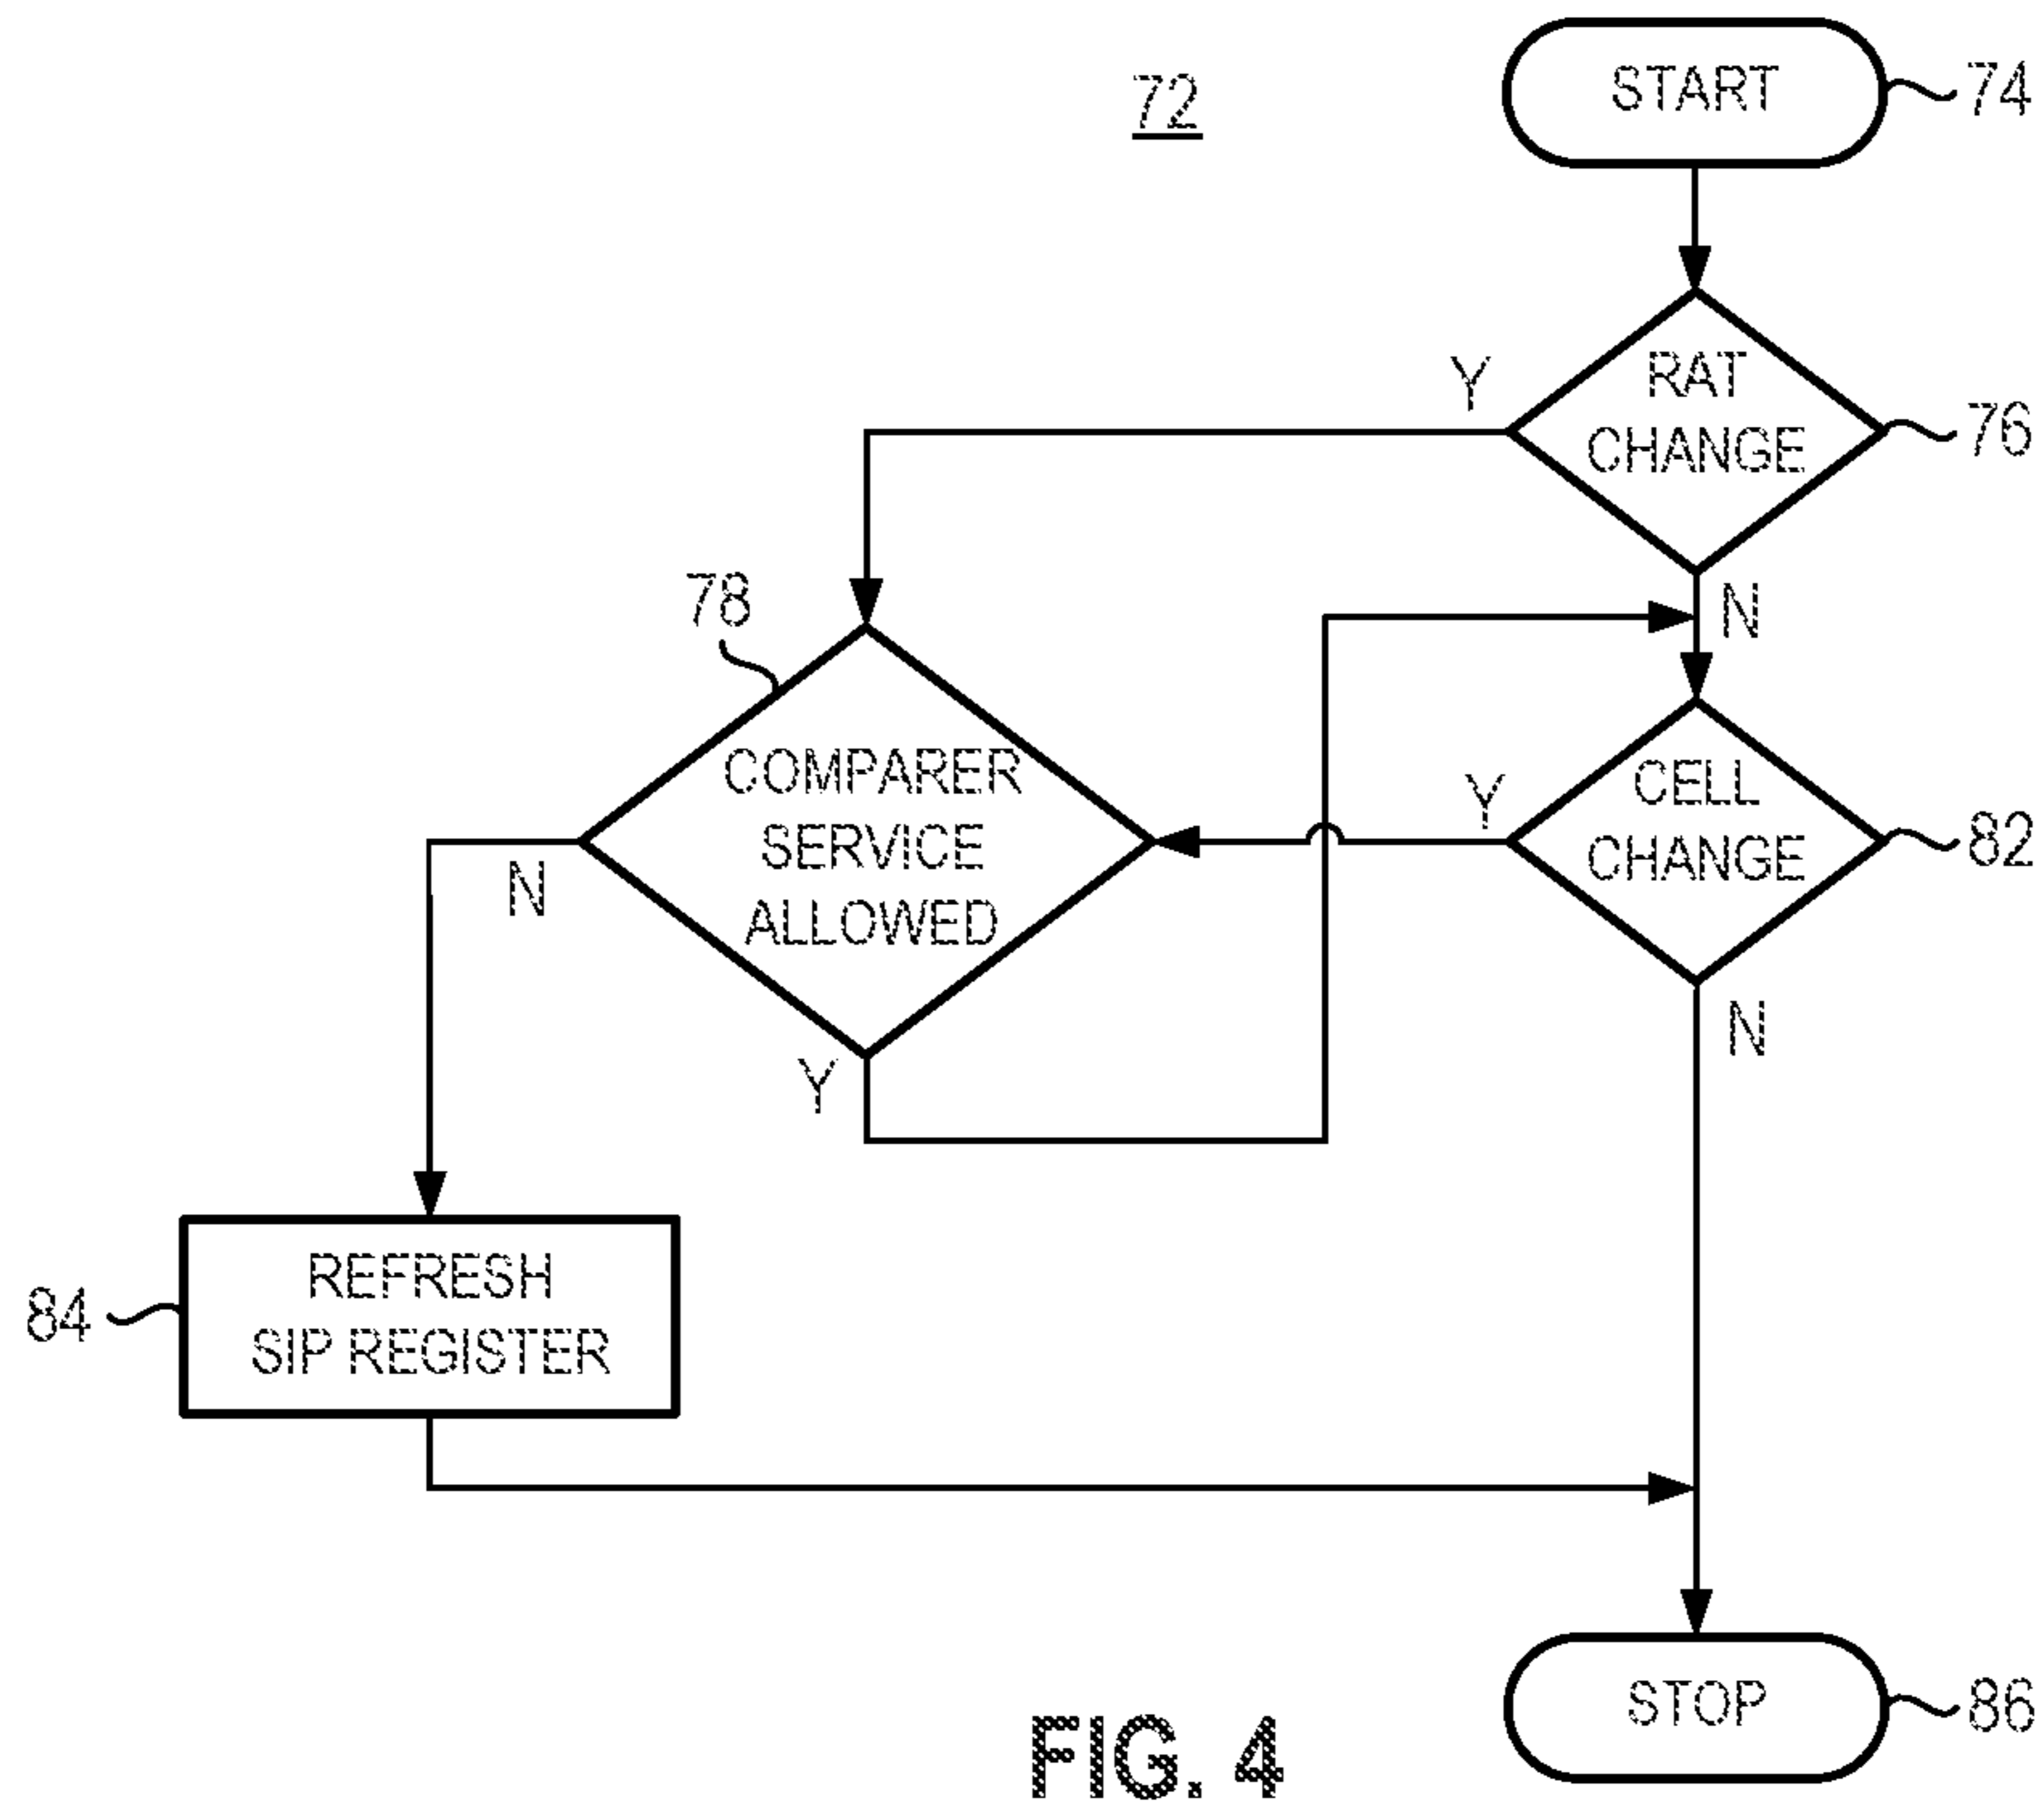 72
START
74
RAT
CHANGE
Y
76
N
78
COMPARER
SERVICE
ALLOWED
N
Y
CELL
CHANGE
Y
82
N
REFRESH
SIP REGISTER
84
STOP
86
FIG. 4